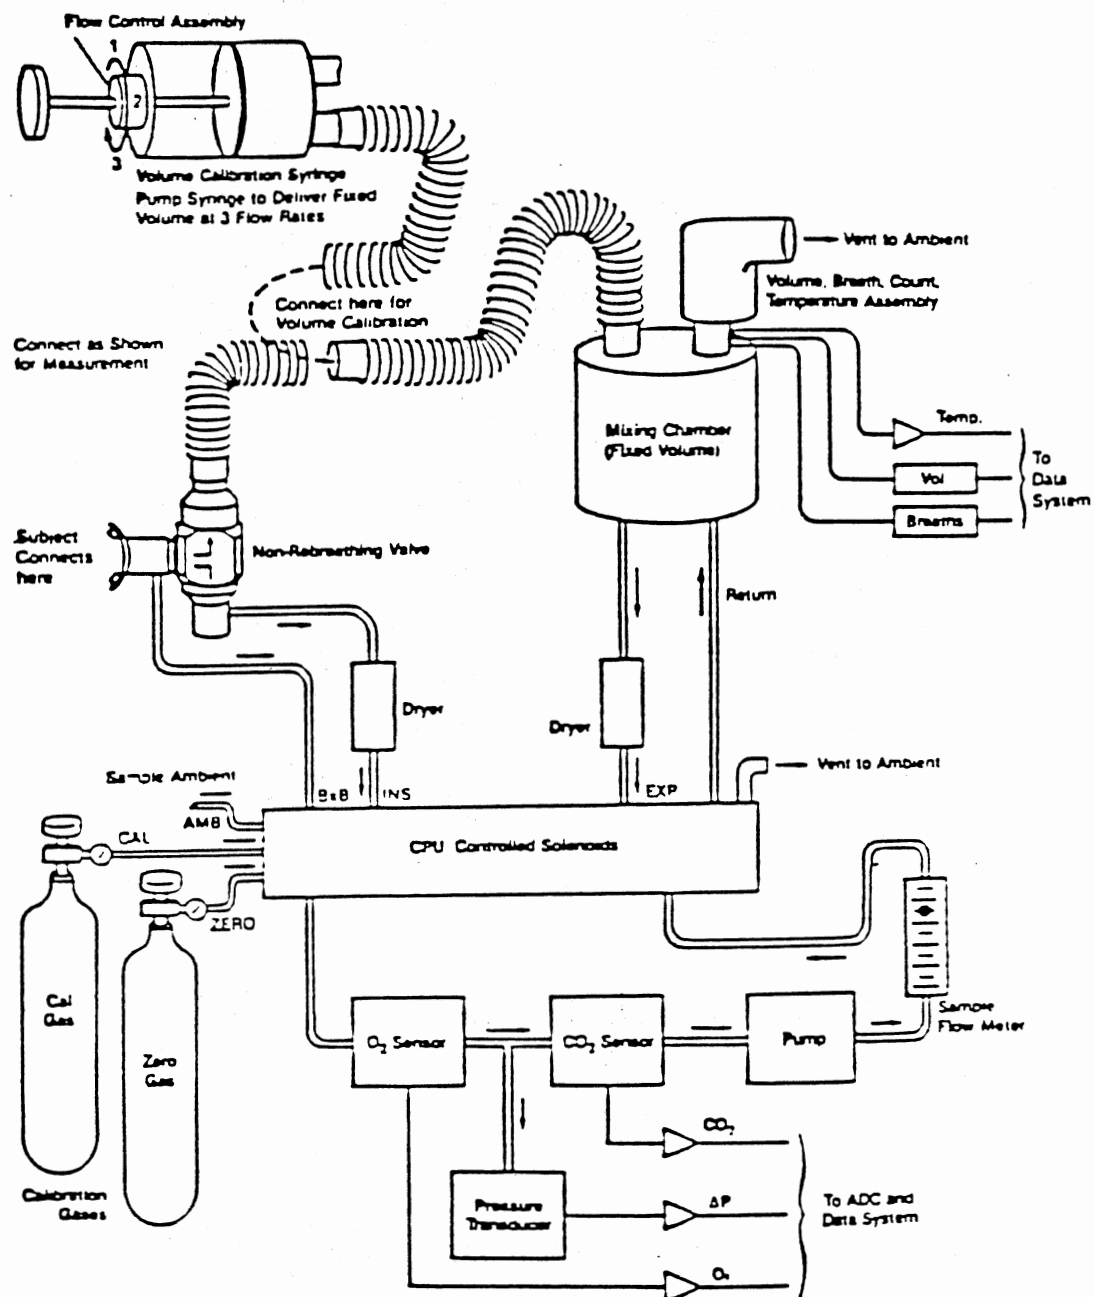 Flow Control Assembly
1
2
3
Volume Calibration Syringe
Pump Syringe to Deliver Fixed
Volume at 3 Flow Rates
Vent to Ambient
Volume, Breath, Count,
Temperature Assembly
Connect here for
Volume Calibration
Connect as Shown
for Measurement
Mixing Chamber
(Fixed Volume)
Temp.
Vol
Breaths
To
Data
System
Subject
Connects
here
Non-Rebreathing Valve
Return
Dryer
Dryer
Sample Ambient
BxB
INS
EXP
Vent to Ambient
AMB
CAL
CPU Controlled Solenoids
ZERO
Cal
Gas
Zero
Gas
Sample
Flow Meter
O₂ Sensor
CO₂ Sensor
Pump
Calibration
Gases
Pressure
Transducer
CO₂
ΔP
O₂
To ADC and
Data System